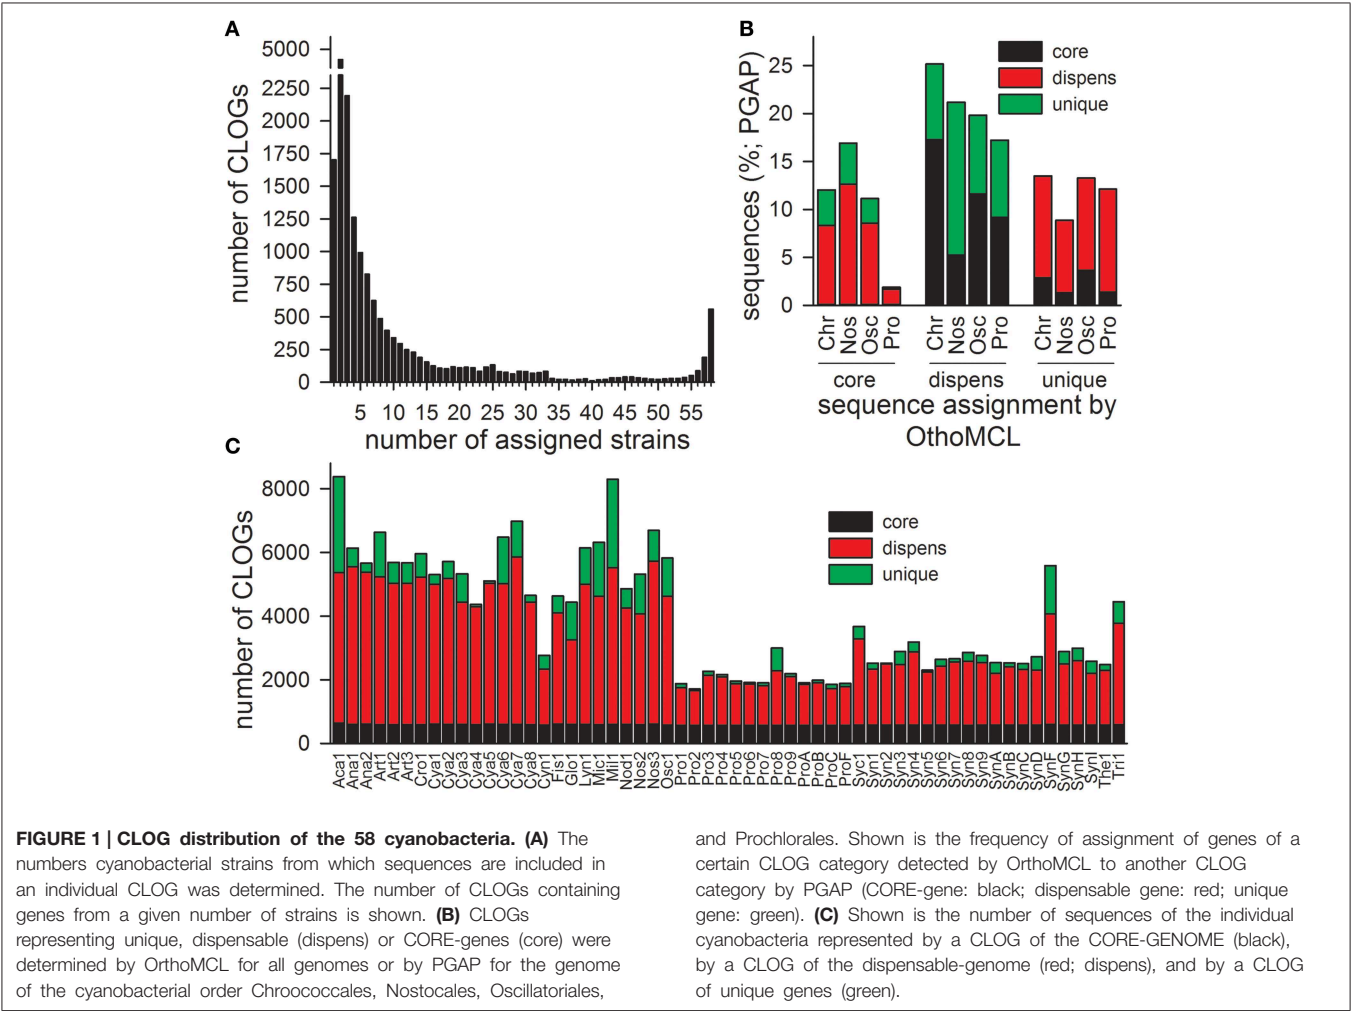 A
number of CLOGs
5000
2250
2000
1750
1500
1250
1000
750
500
250
0
5 10 15 20 25 30 35 40 45 50 55
number of assigned strains
B
sequences (%; PGAP)
25
20
15
10
5
0
core
dispens
unique
Chr Nos Osc Pro Chr Nos Osc Pro Chr Nos Osc Pro
core dispens unique
sequence assignment by
OthoMCL
C
number of CLOGs
8000
6000
4000
2000
0
core
dispens
unique
Aca1 Ana1 Ana2 Art1 Art2 Art3 Cro1 Cya1 Cya2 Cya3 Cya4 Cya5 Cya6 Cya7 Cya8 Cyn1 Fis1 Glo1 Lyn1 Mic1 Mil1 Nod1 Nos2 Nos3 Osc1 Pro1 Pro2 Pro3 Pro4 Pro5 Pro6 Pro7 Pro8 Pro9 ProA ProB ProC ProF Syc1 Syn1 Syn2 Syn3 Syn4 Syn5 Syn6 Syn7 Syn8 Syn9 SynA SynB SynC SynD SynF SynG SynH SynI The1 Tri1
FIGURE 1 | CLOG distribution of the 58 cyanobacteria. (A) The
numbers cyanobacterial strains from which sequences are included in
an individual CLOG was determined. The number of CLOGs containing
genes from a given number of strains is shown. (B) CLOGs
representing unique, dispensable (dispens) or CORE-genes (core) were
determined by OrthoMCL for all genomes or by PGAP for the genome
of the cyanobacterial order Chroococcales, Nostocales, Oscillatoriales,
and Prochlorales. Shown is the frequency of assignment of genes of a
certain CLOG category detected by OrthoMCL to another CLOG
category by PGAP (CORE-gene: black; dispensable gene: red; unique
gene: green). (C) Shown is the number of sequences of the individual
cyanobacteria represented by a CLOG of the CORE-GENOME (black),
by a CLOG of the dispensable-genome (red; dispens), and by a CLOG
of unique genes (green).